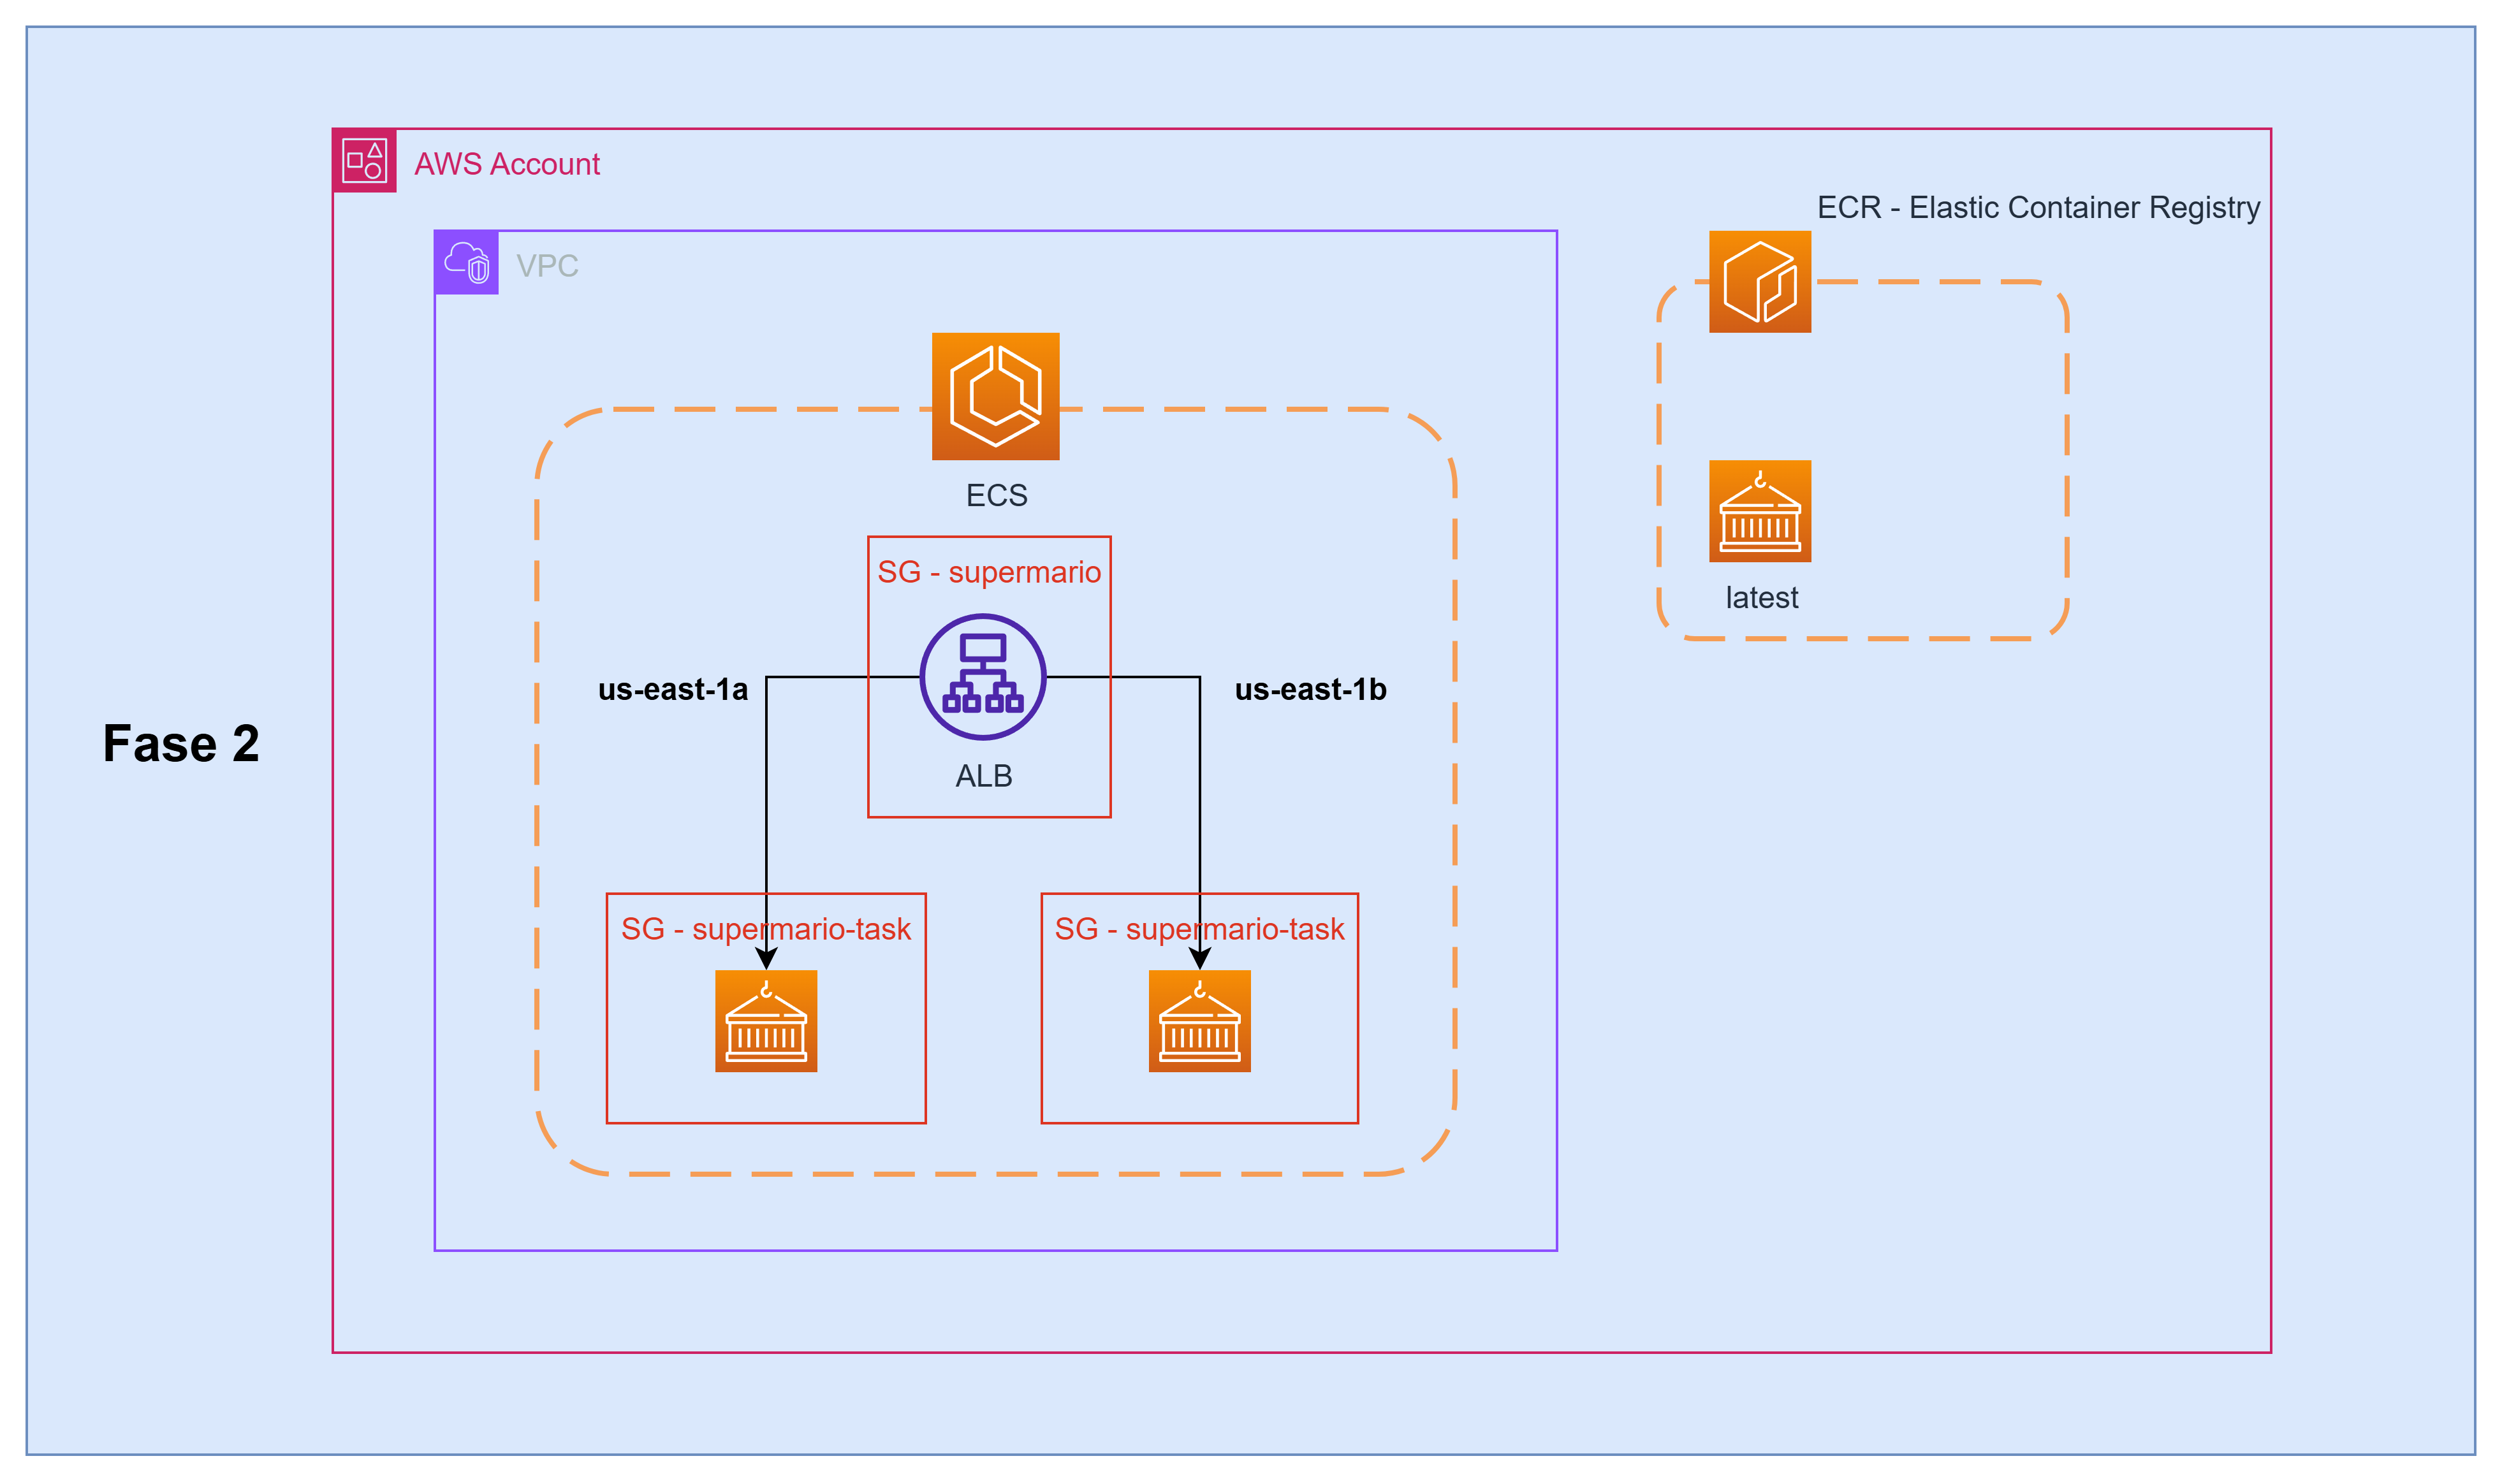 AWS Account
ECR - Elastic Container Registry
VPC
ECS
SG - supermario
us-east-1a
us-east-1b
Fase 2
ALB
SG - supermario-task
SG - supermario-task
latest